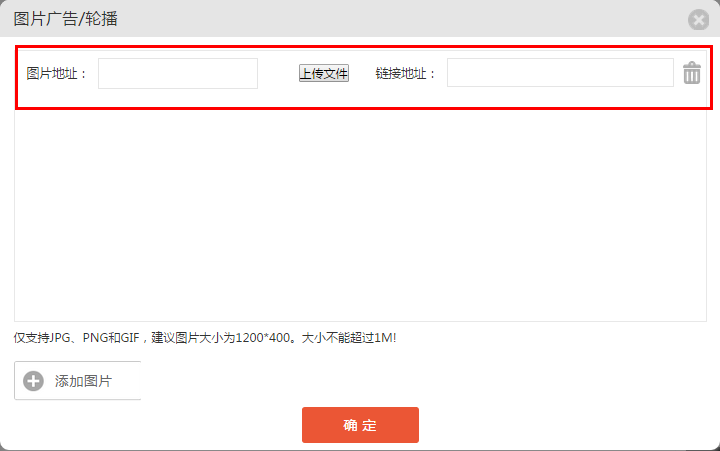 图片广告/轮播
图片地址： 上传文件 链接地址：
仅支持JPG、PNG和GIF，建议图片大小为1200*400。大小不能超过1M!
添加图片
确 定